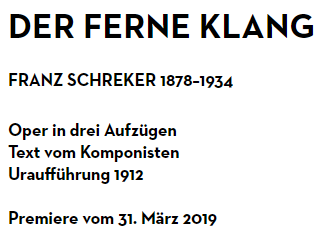 DER FERNE KLANG
FRANZ SCHREKER 1878–1934
Oper in drei Aufzügen
Text vom Komponisten
Uraufführung 1912
Premiere vom 31. März 2019